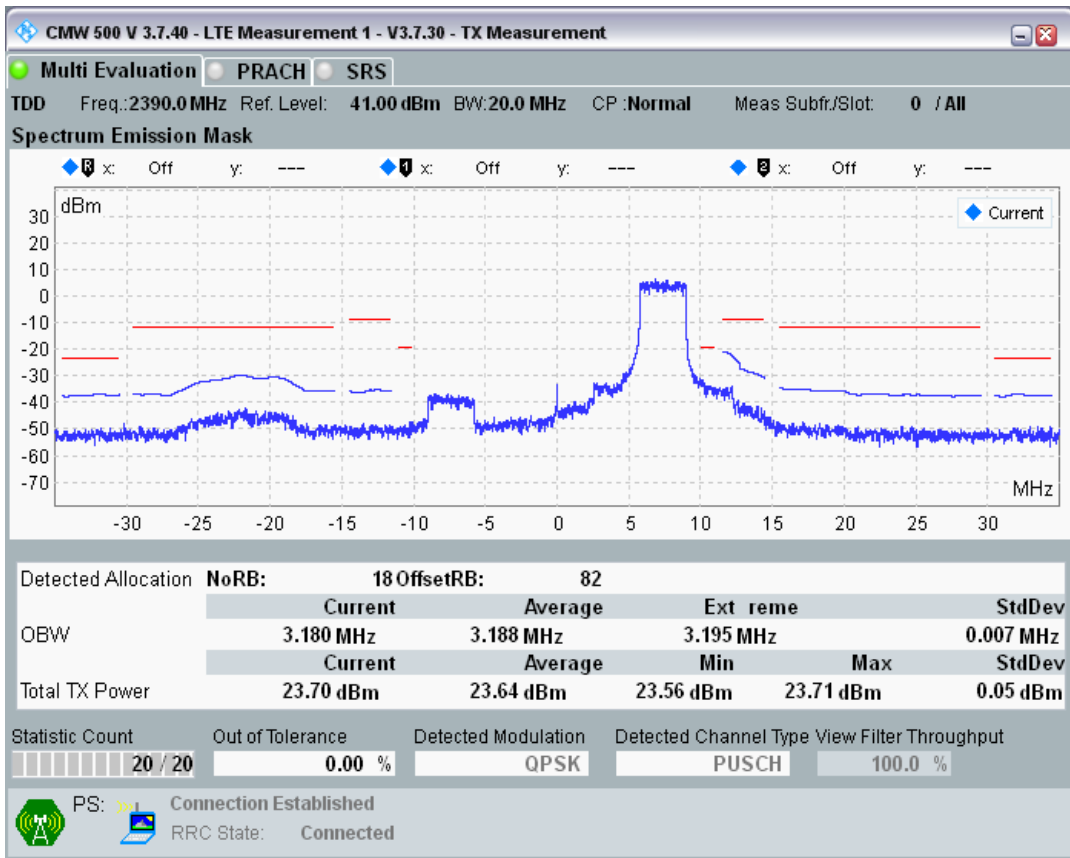 CMW 500 V 3.7.40 - LTE Measurement 1 - V3.7.30 - TX Measurement
Multi Evaluation PRACH SRS
TDD Freq.:2390.0 MHz Ref. Level: 41.00 dBm BW:20.0 MHz CP :Normal Meas Subfr./Slot: 0 / All
Spectrum Emission Mask
R x: Off y: --- 1 x: Off y: --- 2 x: Off y: ---
dBm
Current
30
20
10
0
-10
-20
-30
-40
-50
-60
-70
MHz
-30 -25 -20 -15 -10 -5 0 5 10 15 20 25 30
Detected Allocation NoRB: 18 OffsetRB: 82
Current Average Ext reme StdDev
OBW 3.180 MHz 3.188 MHz 3.195 MHz 0.007 MHz
Current Average Min Max StdDev
Total TX Power 23.70 dBm 23.64 dBm 23.56 dBm 23.71 dBm 0.05 dBm
Statistic Count Out of Tolerance Detected Modulation Detected Channel Type View Filter Throughput
20 / 20 0.00 % QPSK PUSCH 100.0 %
PS: Connection Established
RRC State: Connected